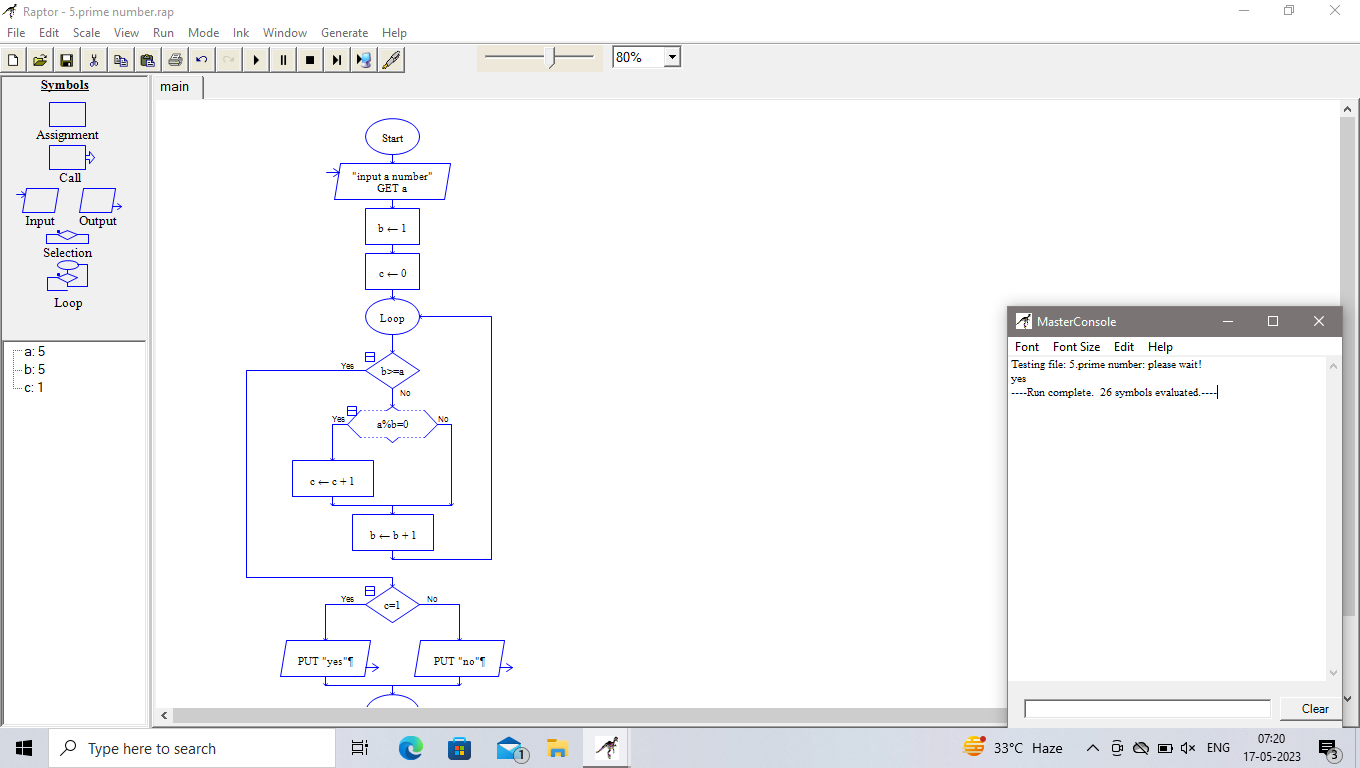 Raptor - 5.prime number.rap
File Edit Scale View Run Mode Ink Window Generate Help
80%
Symbols
Assignment
Call
Input Output
Selection
Loop
a: 5
b: 5
c: 1
main
Start
"input a number"
GET a
b ← 1
c ← 0
Loop
Yes
b>=a
No
Yes
a%b=0
No
c ← c + 1
b ← b + 1
Yes
c=1
No
PUT "yes"¶
PUT "no"¶
MasterConsole
Font Font Size Edit Help
Testing file: 5.prime number: please wait!
yes
----Run complete.  26 symbols evaluated.----
Clear
Type here to search
1
33°C Haze
ENG
07:20
17-05-2023
3